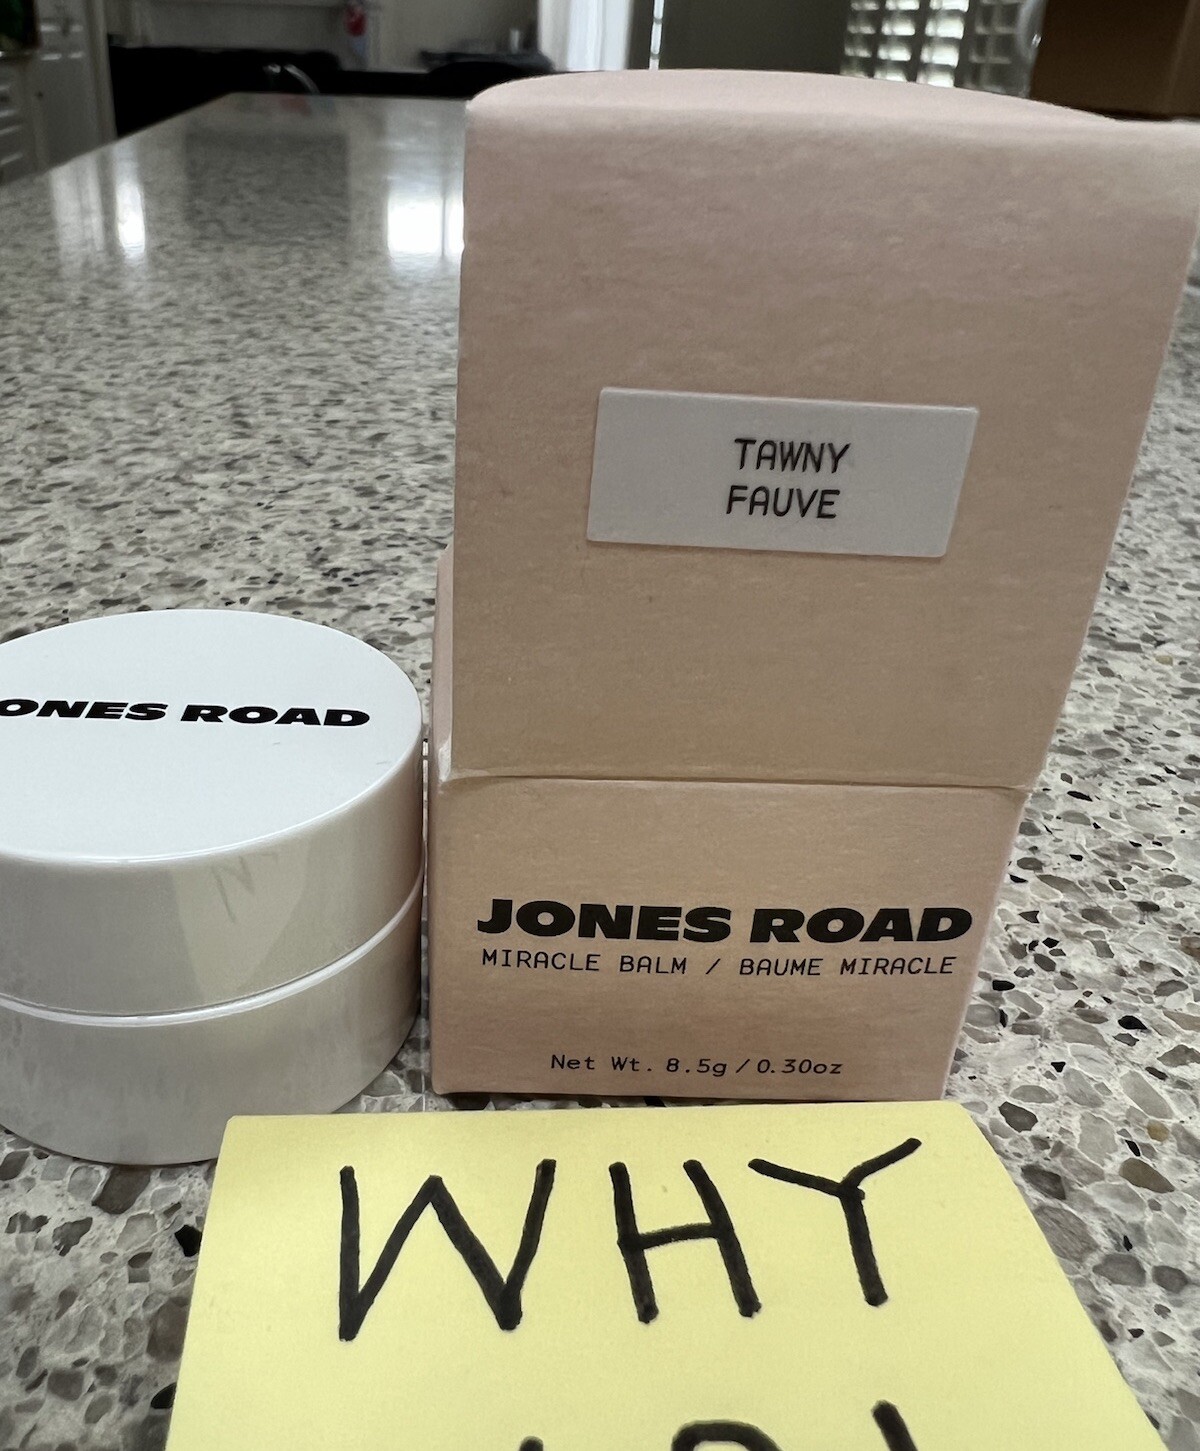 TAWNY
FAUVE
ONES ROAD
JONES ROAD
MIRACLE BALM / BAUME MIRACLE
Net Wt. 8.5g / 0.30oz
WHY